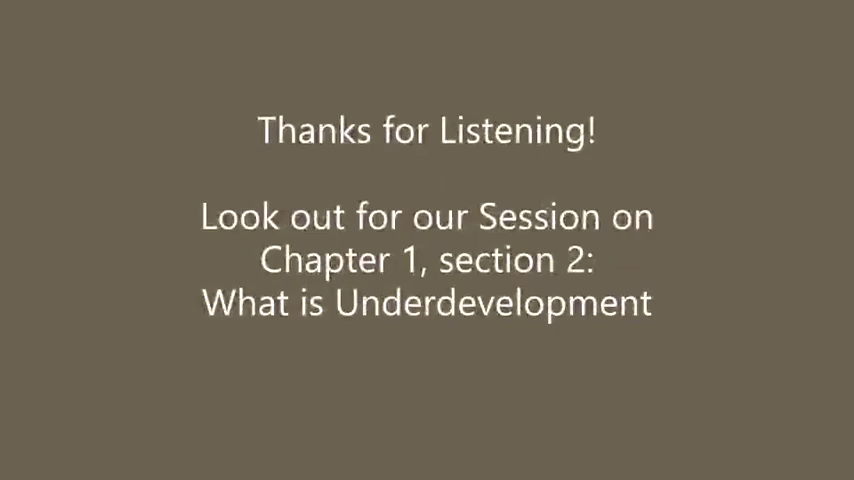 Thanks for Listening!
Look out for our Session on
Chapter 1, section 2:
What is Underdevelopment